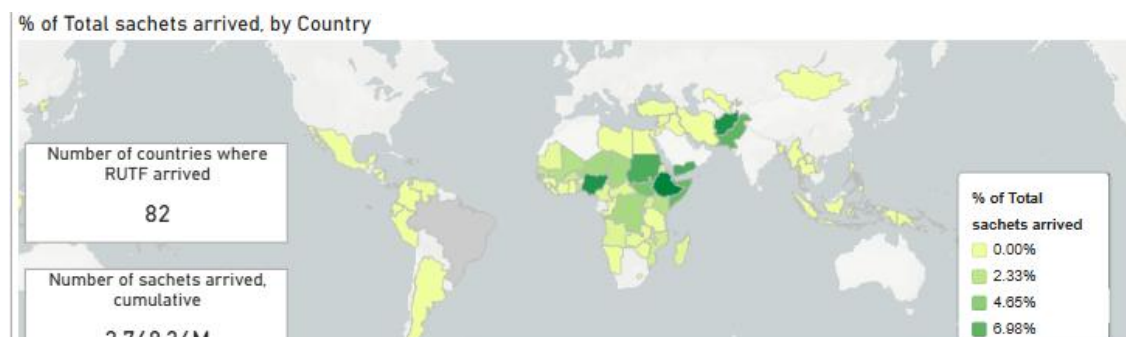 % of Total sachets arrived, by Country
Number of countries where
RUTF arrived
82
Number of sachets arrived,
cumulative
% of Total
sachets arrived
0.00%
2.33%
4.65%
6.98%